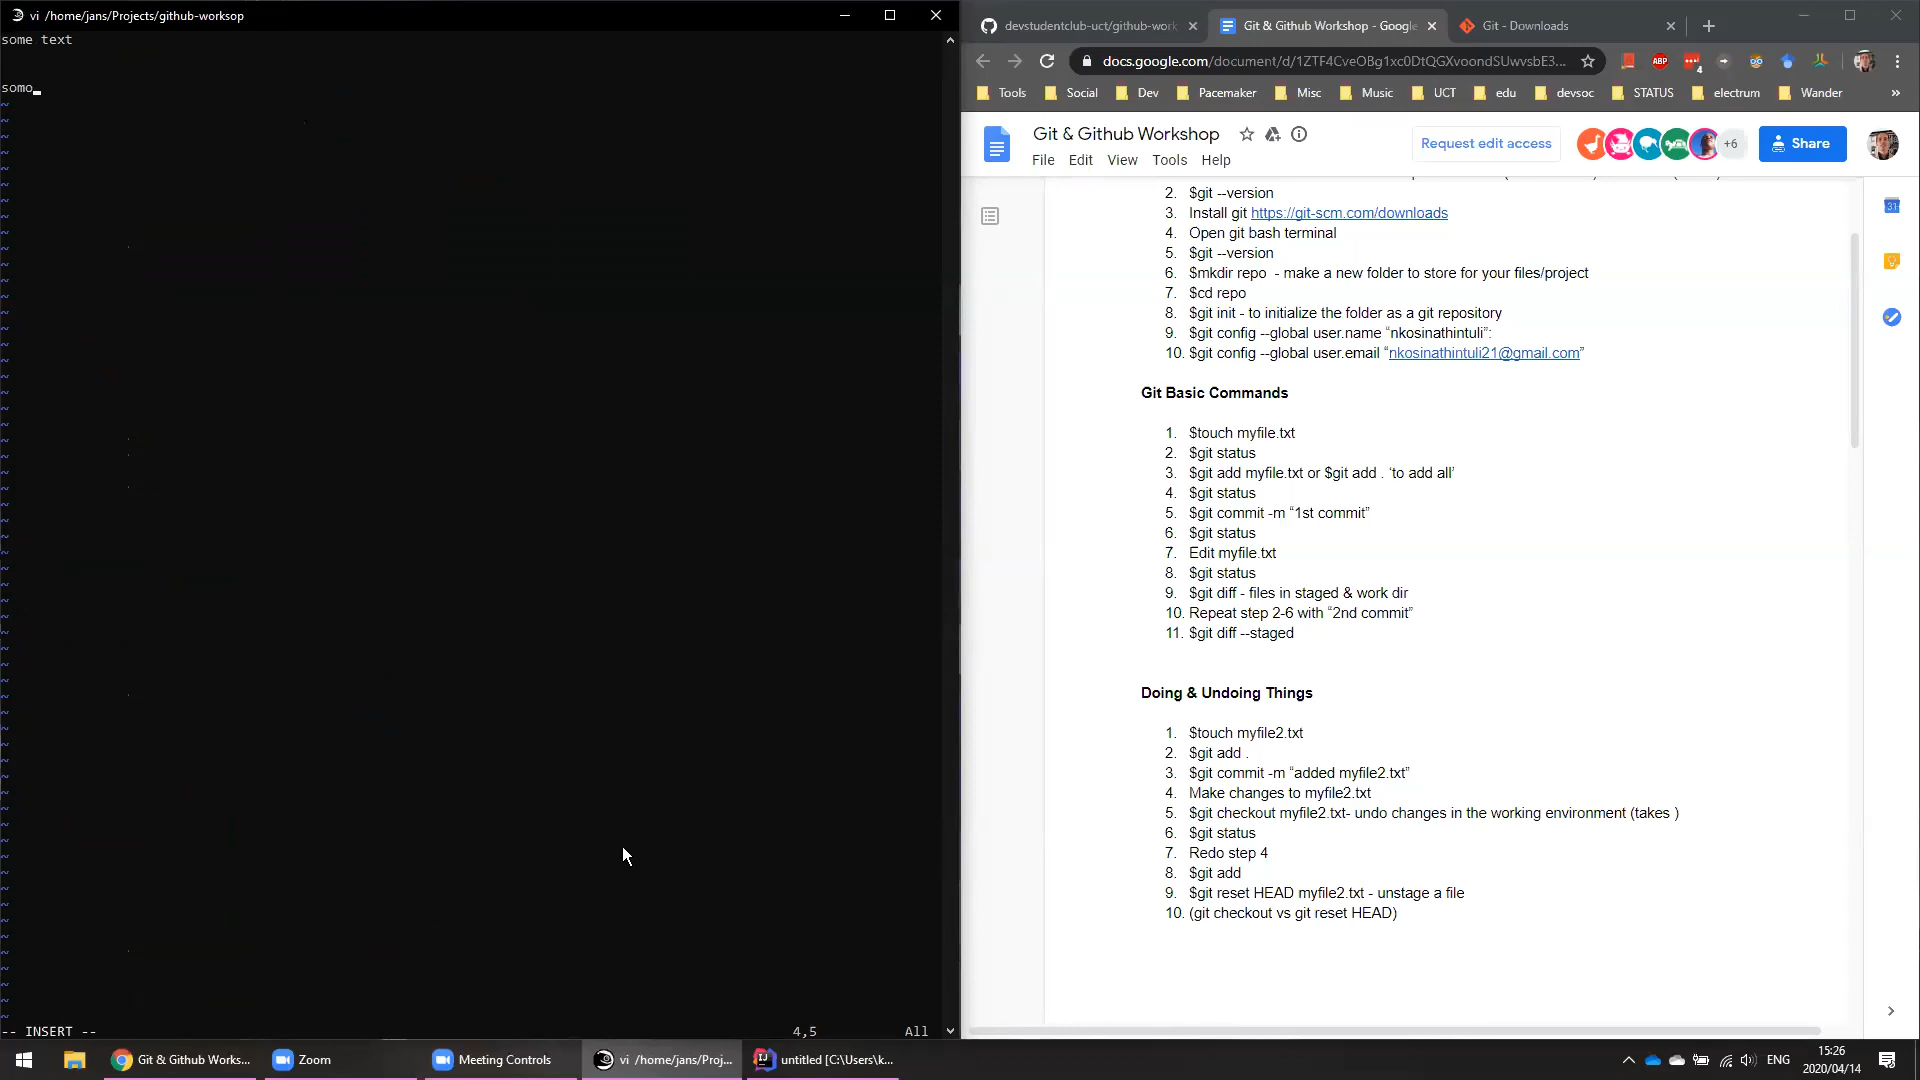 vi /home/jans/Projects/github-worksop
some text
somo
-- INSERT --
4,5
All
devstudentclub-uct/github-work
Git & Github Workshop - Google
Git - Downloads
docs.google.com/document/d/1ZTF4CveOBg1xc0DtQGXvoondSUwvsbE3...
ABP
4
Tools
Social
Dev
Pacemaker
Misc
Music
UCT
edu
devsoc
STATUS
electrum
Wander
»
Git & Github Workshop
File Edit View Tools Help
Request edit access
+6
Share
31
2. $git --version
3. Install git https://git-scm.com/downloads
4. Open git bash terminal
5. $git --version
6. $mkdir repo - make a new folder to store for your files/project
7. $cd repo
8. $git init - to initialize the folder as a git repository
9. $git config --global user.name “nkosinathintuli”:
10. $git config --global user.email “nkosinathintuli21@gmail.com”
Git Basic Commands
1. $touch myfile.txt
2. $git status
3. $git add myfile.txt or $git add . ‘to add all’
4. $git status
5. $git commit -m “1st commit”
6. $git status
7. Edit myfile.txt
8. $git status
9. $git diff - files in staged & work dir
10. Repeat step 2-6 with “2nd commit”
11. $git diff --staged
Doing & Undoing Things
1. $touch myfile2.txt
2. $git add .
3. $git commit -m “added myfile2.txt”
4. Make changes to myfile2.txt
5. $git checkout myfile2.txt- undo changes in the working environment (takes )
6. $git status
7. Redo step 4
8. $git add
9. $git reset HEAD myfile2.txt - unstage a file
10. (git checkout vs git reset HEAD)
Git & Github Works...
Zoom
Meeting Controls
vi /home/jans/Proj...
untitled [C:\Users\k...
ENG
15:26
2020/04/14